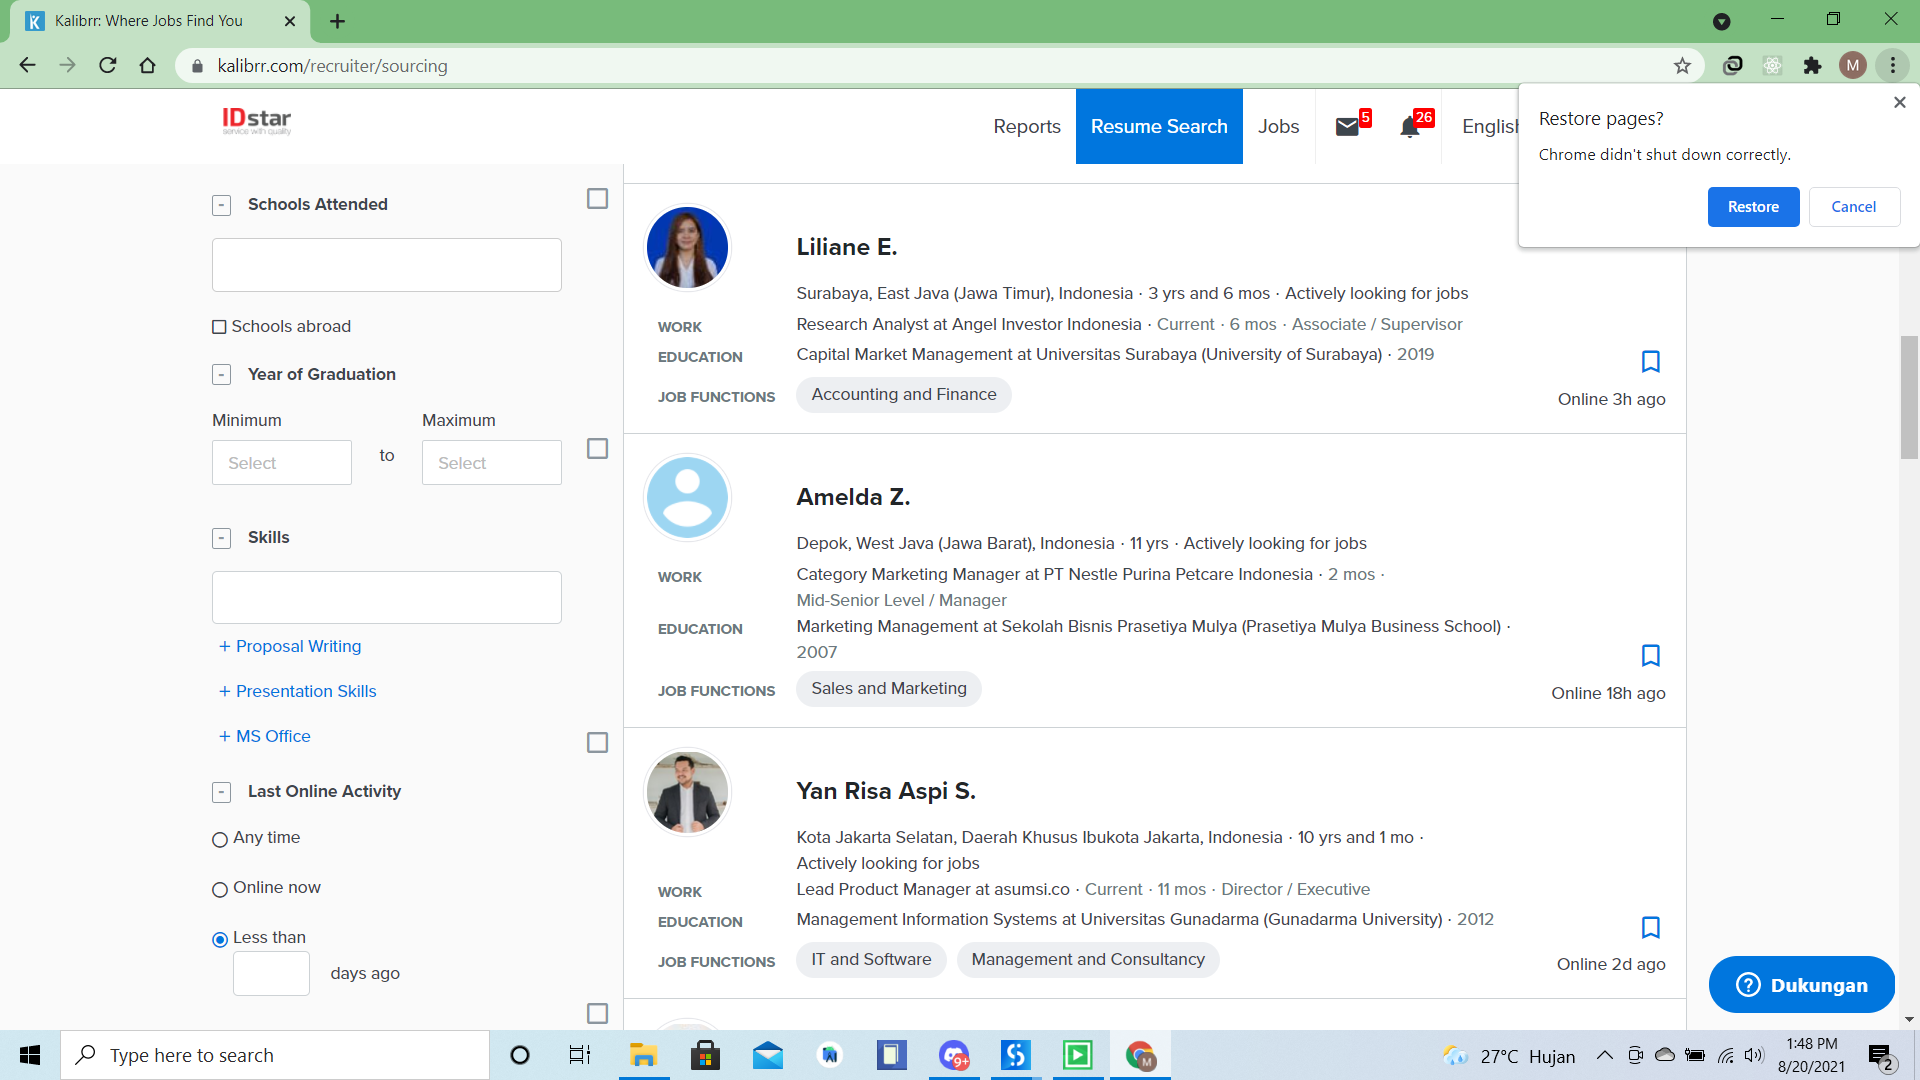 Kalibrr: Where Jobs Find You
kalibrr.com/recruiter/sourcing
M
IDstar
service with quality
Reports
Resume Search
Jobs
5
26
English
Restore pages?
Chrome didn't shut down correctly.
Restore
Cancel
Schools Attended
Schools abroad
Year of Graduation
Minimum
Maximum
Select
to
Select
Skills
+ Proposal Writing
+ Presentation Skills
+ MS Office
Last Online Activity
Any time
Online now
Less than
days ago
Liliane E.
Surabaya, East Java (Jawa Timur), Indonesia · 3 yrs and 6 mos · Actively looking for jobs
WORK
Research Analyst at Angel Investor Indonesia · Current · 6 mos · Associate / Supervisor
EDUCATION
Capital Market Management at Universitas Surabaya (University of Surabaya) · 2019
JOB FUNCTIONS
Accounting and Finance
Online 3h ago
Amelda Z.
Depok, West Java (Jawa Barat), Indonesia · 11 yrs · Actively looking for jobs
WORK
Category Marketing Manager at PT Nestle Purina Petcare Indonesia · 2 mos ·
Mid-Senior Level / Manager
EDUCATION
Marketing Management at Sekolah Bisnis Prasetiya Mulya (Prasetiya Mulya Business School) ·
2007
JOB FUNCTIONS
Sales and Marketing
Online 18h ago
Yan Risa Aspi S.
Kota Jakarta Selatan, Daerah Khusus Ibukota Jakarta, Indonesia · 10 yrs and 1 mo ·
Actively looking for jobs
WORK
Lead Product Manager at asumsi.co · Current · 11 mos · Director / Executive
EDUCATION
Management Information Systems at Universitas Gunadarma (Gunadarma University) · 2012
JOB FUNCTIONS
IT and Software
Management and Consultancy
Online 2d ago
? Dukungan
Type here to search
9+
M
27°C Hujan
1:48 PM
8/20/2021
2